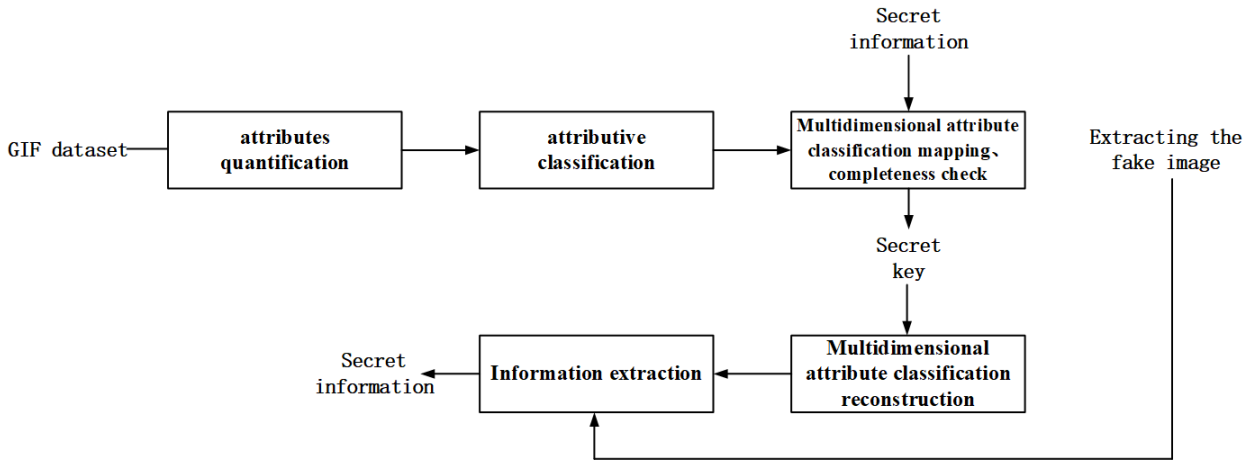 Secret
information
GIF dataset
attributes
quantification
attributive
classification
Multidimensional attribute
classification mapping、
completeness check
Extracting the
fake image
Secret
key
Secret
information
Information extraction
Multidimensional
attribute classification
reconstruction